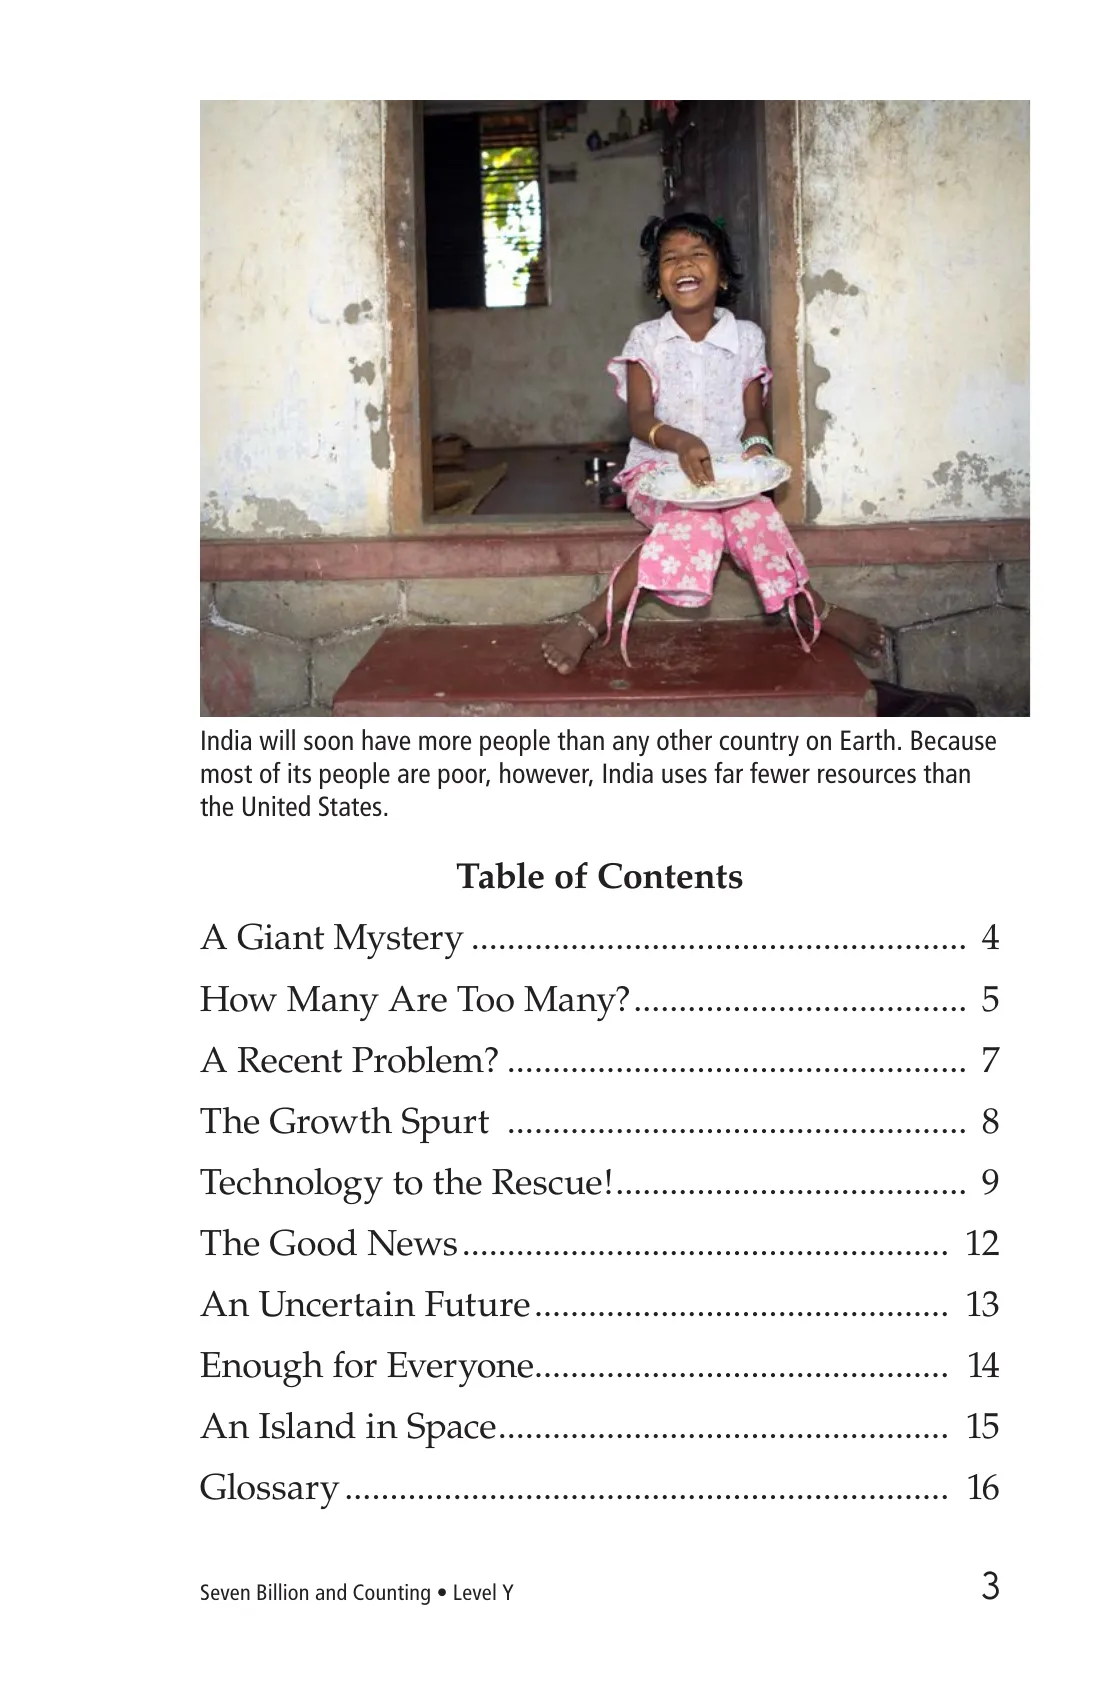 India will soon have more people than any other country on Earth. Because
most of its people are poor, however, India uses far fewer resources than
the United States.
Table of Contents
A Giant Mystery ....................................................... 4
How Many Are Too Many?..................................... 5
A Recent Problem? ................................................... 7
The Growth Spurt ................................................... 8
Technology to the Rescue!....................................... 9
The Good News...................................................... 12
An Uncertain Future.............................................. 13
Enough for Everyone.............................................. 14
An Island in Space.................................................. 15
Glossary ................................................................... 16
Seven Billion and Counting • Level Y 3